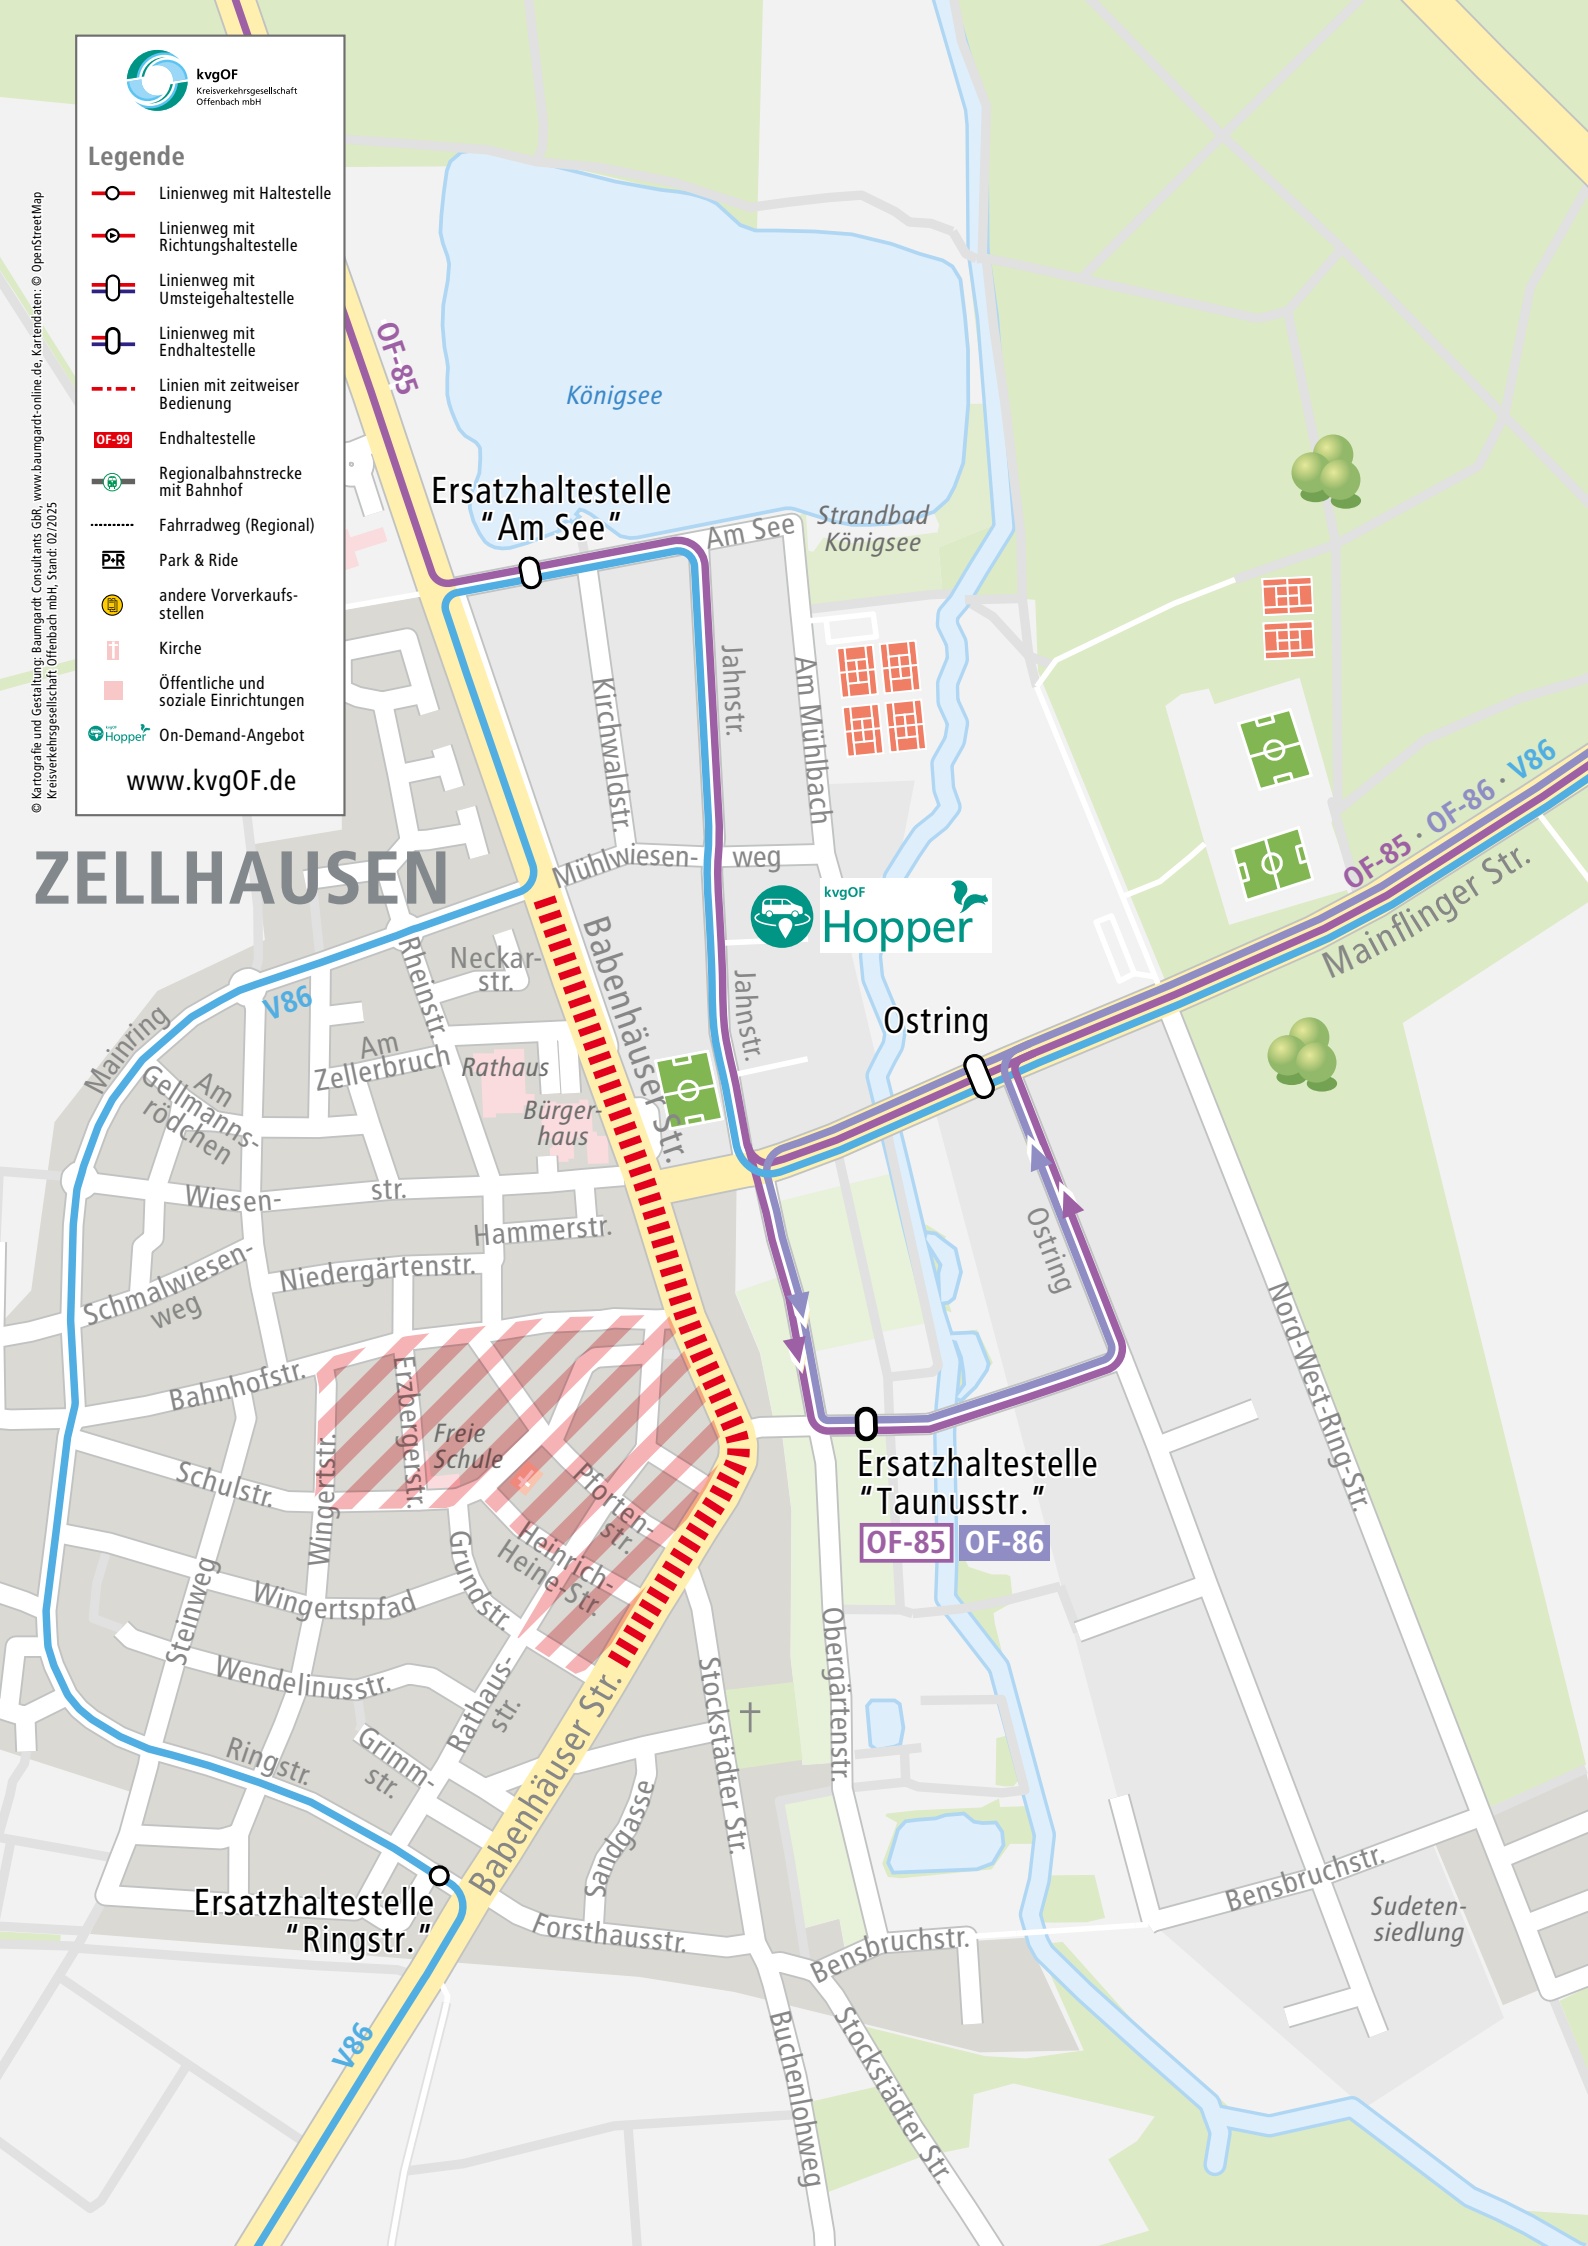 kvgOF
Kreisverkehrsgesellschaft
Offenbach mbH
Legende
Linienweg mit Haltestelle
Linienweg mit
Richtungshaltestelle
Linienweg mit
Umsteigehaltestelle
Linienweg mit
Endhaltestelle
Linien mit zeitweiser
Bedienung
OF-99
Endhaltestelle
Regionalbahnstrecke
mit Bahnhof
Fahrradweg (Regional)
P+R
Park & Ride
andere Vorverkaufs-
stellen
Kirche
Öffentliche und
soziale Einrichtungen
kvgOF
Hopper
On-Demand-Angebot
www.kvgOF.de
© Kartografie und Gestaltung: Baumgardt Consultants GbR, www.baumgardt-online.de, Kartendaten: © OpenStreetMap
Kreisverkehrsgesellschaft Offenbach mbH, Stand: 02/2025
OF-85
Königsee
Ersatzhaltestelle
"Am See"
Am See
Strandbad
Königsee
Jahnstr.
Kirchwaldstr.
Am Mühlbach
OF-85 · OF-86 · V86
Mainflinger Str.
ZELLHAUSEN
Mühlwiesen-
weg
kvgOF
Hopper
Babenhäuser Str.
Neckar-
str.
Rheinstr.
Jahnstr.
V86
Mainring
Ostring
Am
Zellerbruch
Rathaus
Am
Gellmanns-
rödchen
Bürger-
haus
Wiesen-
str.
Hammerstr.
Ostring
Schmalwiesen-
weg
Niedergärtenstr.
Nord-West-Ring-Str.
Bahnhofstr.
Erzbergerstr.
Freie
Schule
Wingertstr.
Schulstr.
Pforten-
str.
Ersatzhaltestelle
"Taunusstr."
OF-85
OF-86
Heinrich-
Heine-Str.
Grundstr.
Steinweg
Wingertspfad
Wendelinusstr.
Rathaus-
str.
Obergärtenstr.
Stockstädter Str.
Ringstr.
Grimm-
str.
Babenhäuser Str.
Sandgasse
Bensbruchstr.
Sudeten-
siedlung
Ersatzhaltestelle
"Ringstr."
Forsthausstr.
Bensbruchstr.
V86
Buchenlohweg
Stockstädter Str.